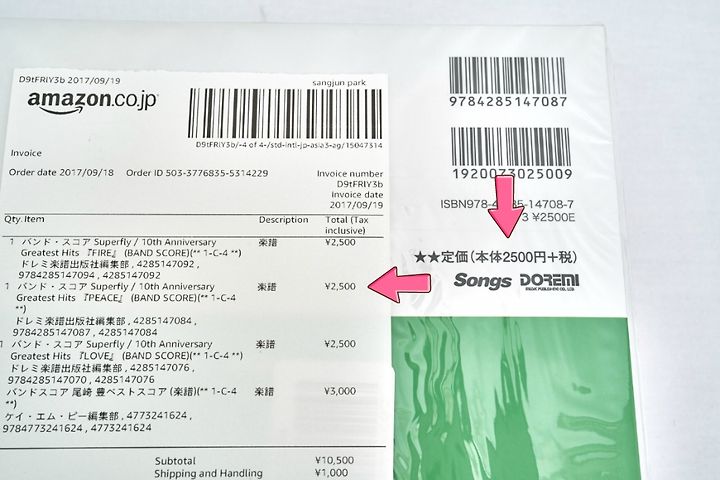 D9tFRIY3b 2017/09/19
sangjun park
amazon.co.jp
D9tFRIY3b/-4 of 4-/std-intl-jp-asia3-ag/15047314
Invoice
Order date 2017/09/18 Order ID 503-3776835-5314229
Invoice number
D9tFRIY3b
Invoice date
2017/09/19
Qty. Item Description Total (Tax inclusive)
1 バンド・スコア Superfly / 10th Anniversary 楽譜 ¥2,500
Greatest Hits 『FIRE』 (BAND SCORE)(** 1-C-4 **)
ドレミ楽譜出版社編集部 , 4285147092 ,
9784285147094 , 4285147092
1 バンド・スコア Superfly / 10th Anniversary 楽譜 ¥2,500
Greatest Hits 『PEACE』 (BAND SCORE)(** 1-C-4
**)
ドレミ楽譜出版社編集部 , 4285147084 ,
9784285147087 , 4285147084
1 バンド・スコア Superfly / 10th Anniversary 楽譜 ¥2,500
Greatest Hits 『LOVE』 (BAND SCORE)(** 1-C-4 **)
ドレミ楽譜出版社編集部 , 4285147076 ,
9784285147070 , 4285147076
バンドスコア 尾崎 豊ベストスコア (楽譜)(** 1-C-4 楽譜 ¥3,000
**)
ケイ・エム・ピー編集部 , 4773241624 ,
9784773241624 , 4773241624
Subtotal ¥10,500
Shipping and Handling ¥1,000
9784285147087
1920073025009
ISBN978-4 85-14708-7
3 ¥2500E
★★定価(本体2500円+税)
Songs DOREMI